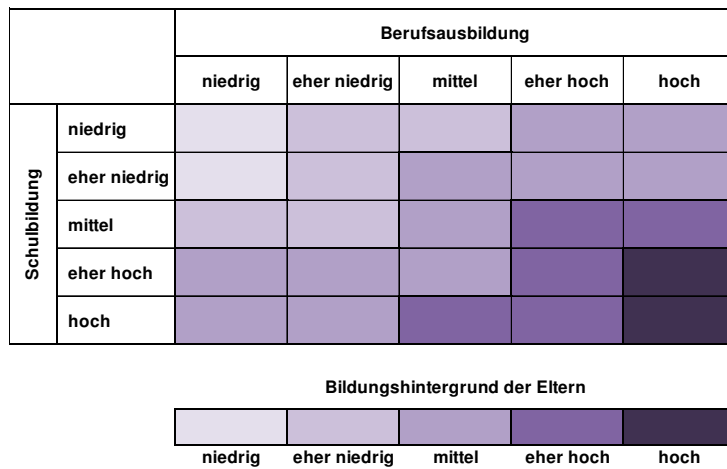 Berufsausbildung
niedrig eher niedrig mittel eher hoch hoch
Schulbildung
niedrig
eher niedrig
mittel
eher hoch
hoch
Bildungshintergrund der Eltern
niedrig eher niedrig mittel eher hoch hoch